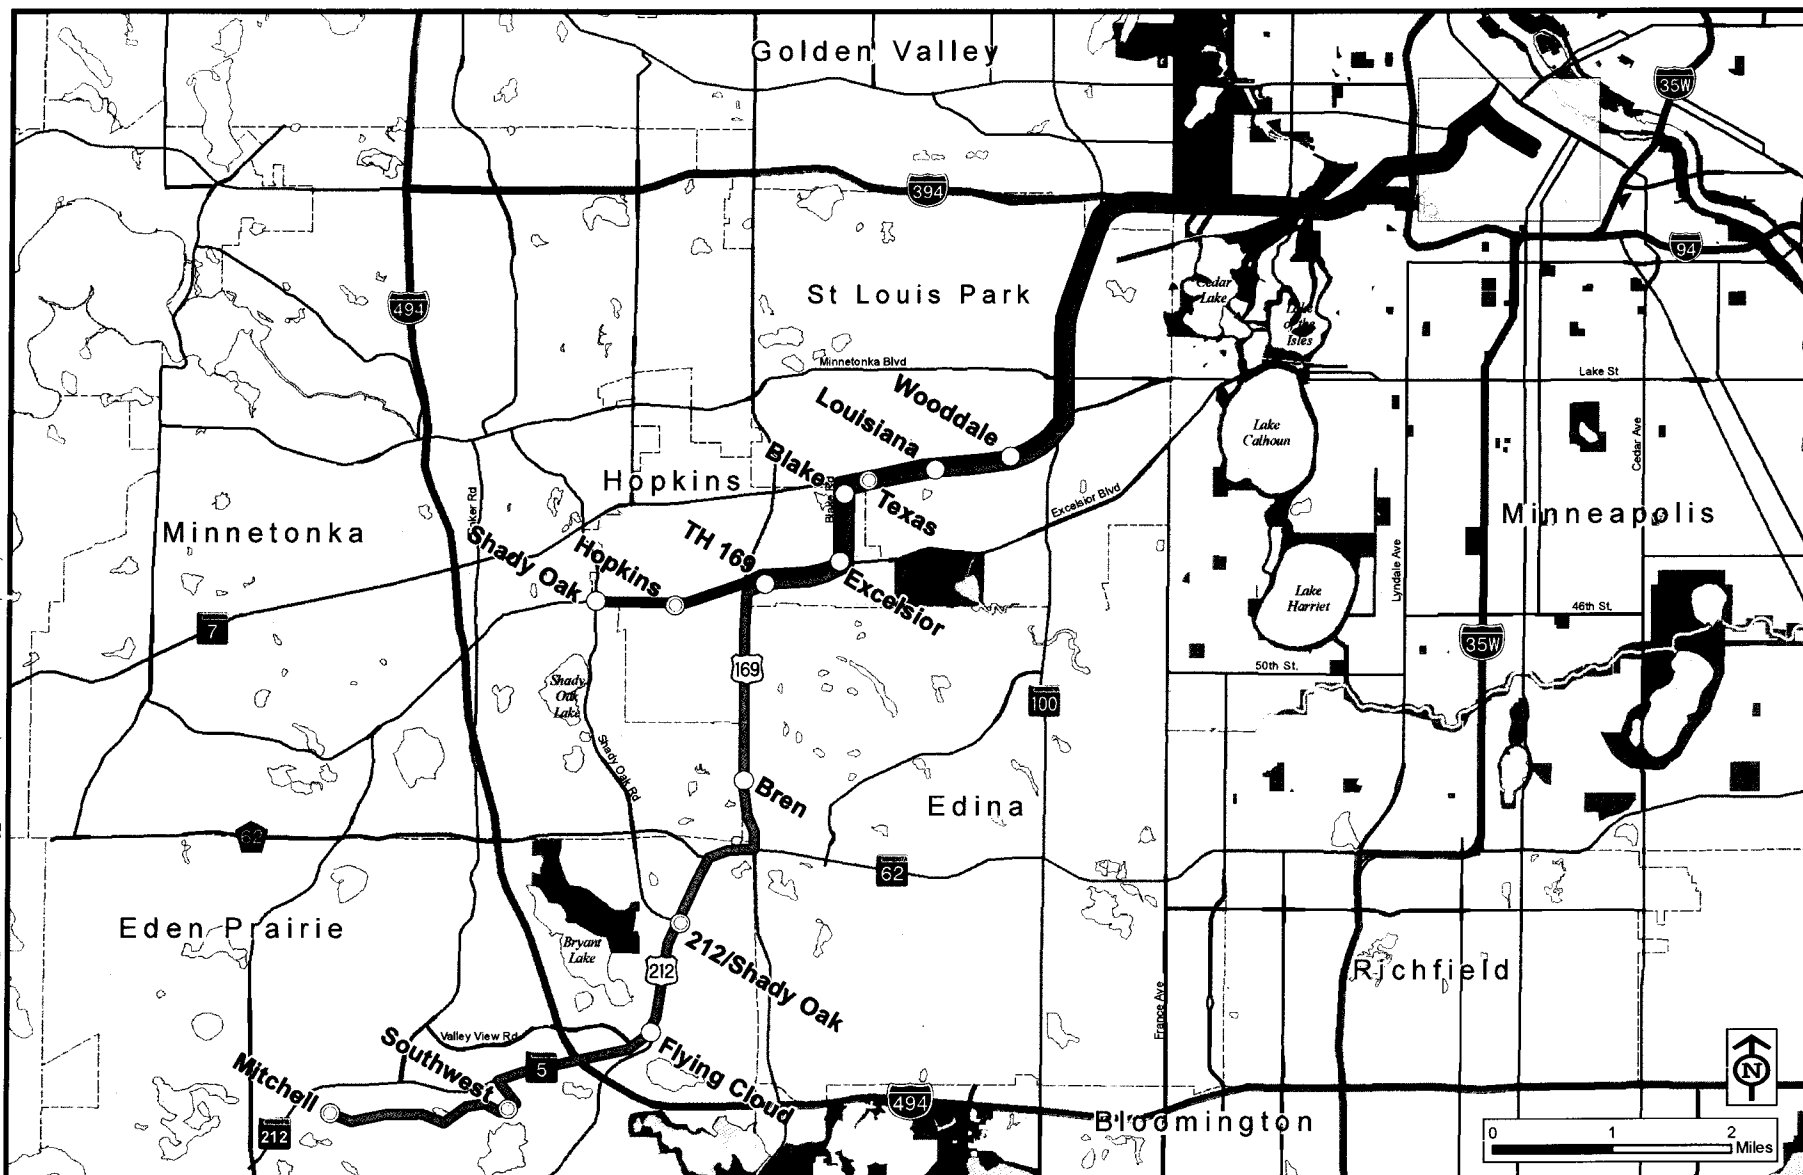 Golden Valley
35W
394
94
Cedar
Lake
Lake
of the
Isles
St Louis Park
494
Minnetonka Blvd
Lake St
Wooddale
Louisiana
Lake
Calhoun
Cedar Ave
Blake
Hopkins
Blake Rd
Texas
Excelsior Blvd
Minneapolis
Minnetonka
TH 169
Shady Oak
Hopkins
Lyndale Ave
Excelsior
Lake
Harriet
46th St.
7
35W
50th St.
169
Shady
Oak
Lake
100
Shady Oak Rd
Bren
Edina
62
62
Eden Prairie
Bryant
Lake
212/Shady Oak
212
Richfield
France Ave
Valley View Rd
Southwest
Flying Cloud
Mitchell
5
N
494
Bloomington
212
0 1 2
Miles